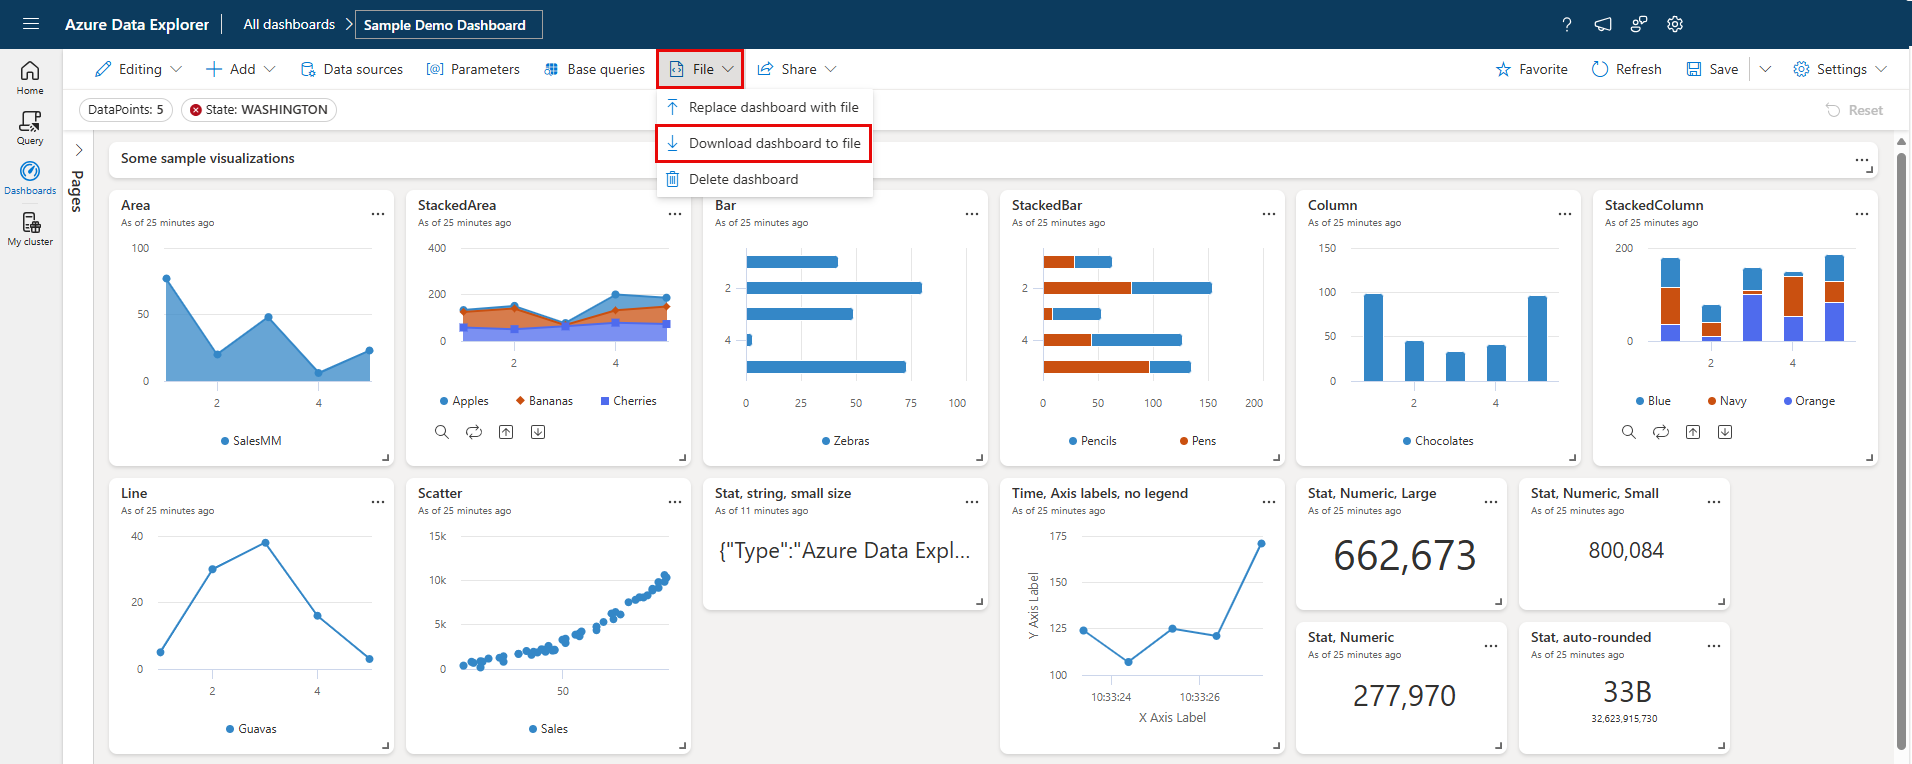 Azure Data Explorer
All dashboards
Sample Demo Dashboard
?
Home
Query
Dashboards
My cluster
Editing
Add
Data sources
Parameters
Base queries
File
Share
Favorite
Refresh
Save
Settings
Replace dashboard with file
Download dashboard to file
Delete dashboard
DataPoints: 5
State: WASHINGTON
Reset
Pages
Some sample visualizations
Area
As of 25 minutes ago
100
50
0
2
4
SalesMM
StackedArea
As of 25 minutes ago
400
200
0
2
4
Apples
Bananas
Cherries
Bar
As of 25 minutes ago
2
4
0
25
50
75
100
Zebras
StackedBar
As of 25 minutes ago
2
4
0
50
100
150
200
Pencils
Pens
Column
As of 25 minutes ago
150
100
50
0
2
4
Chocolates
StackedColumn
As of 25 minutes ago
200
0
2
4
Blue
Navy
Orange
Line
As of 25 minutes ago
40
20
0
2
4
Guavas
Scatter
As of 25 minutes ago
15k
10k
5k
0
50
Sales
Stat, string, small size
As of 11 minutes ago
{"Type":"Azure Data Expl...
Time, Axis labels, no legend
As of 25 minutes ago
Y Axis Label
175
150
125
100
10:33:24
10:33:26
X Axis Label
Stat, Numeric, Large
As of 25 minutes ago
662,673
Stat, Numeric, Small
As of 25 minutes ago
800,084
Stat, Numeric
As of 25 minutes ago
277,970
Stat, auto-rounded
As of 25 minutes ago
33B
32,623,915,730